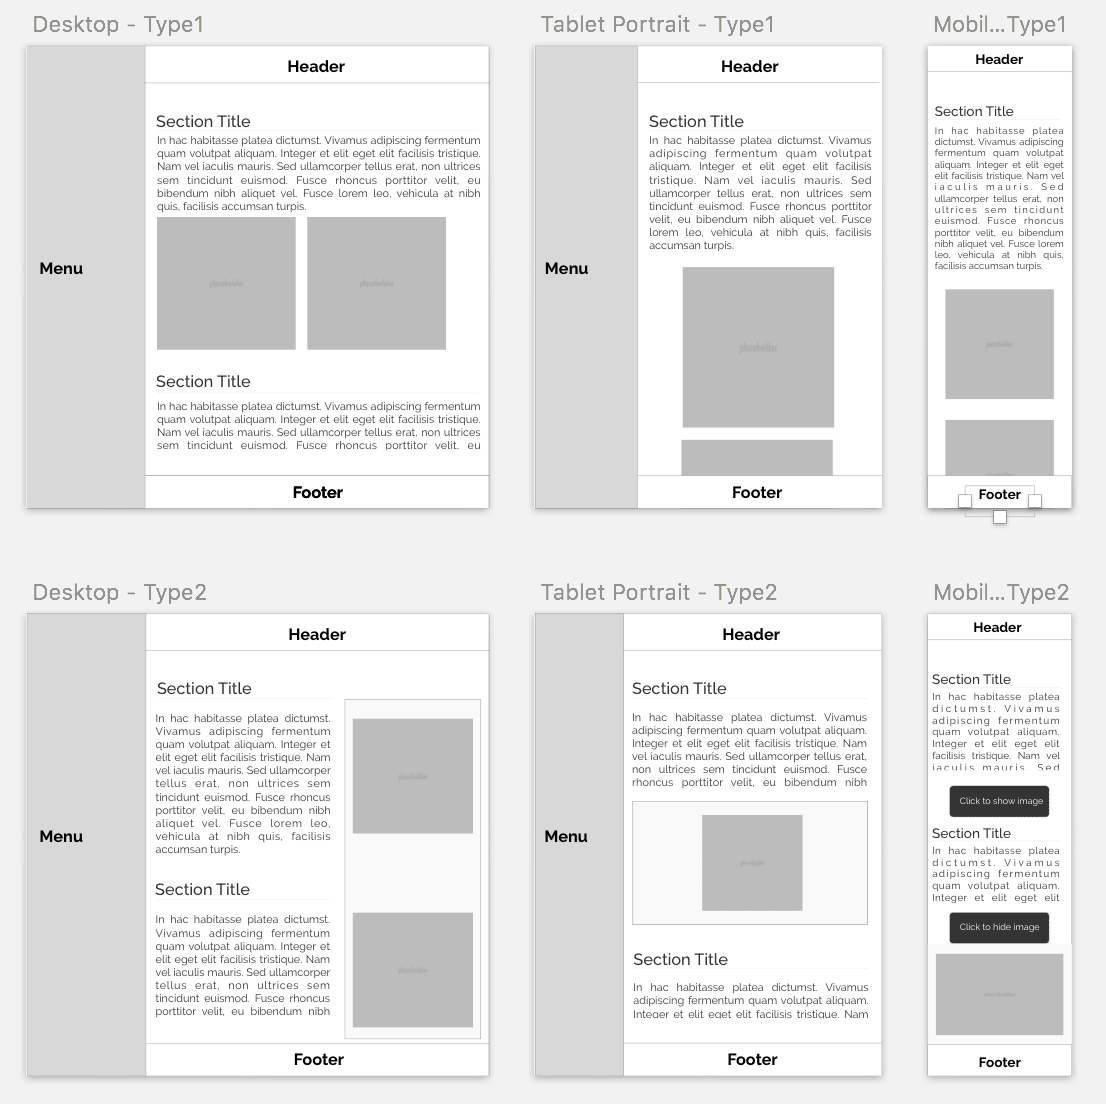 Desktop - Type1
Header
Menu
Section Title
In hac habitasse platea dictumst. Vivamus adipiscing fermentum
quam volutpat aliquam. Integer et elit eget elit facilisis tristique.
Nam vel iaculis mauris. Sed ullamcorper tellus erat, non ultrices
sem tincidunt euismod. Fusce rhoncus porttitor velit, eu
bibendum nibh aliquet vel. Fusce lorem leo, vehicula at nibh
quis, facilisis accumsan turpis.
placeholder
placeholder
Section Title
In hac habitasse platea dictumst. Vivamus adipiscing fermentum
quam volutpat aliquam. Integer et elit eget elit facilisis tristique.
Nam vel iaculis mauris. Sed ullamcorper tellus erat, non ultrices
sem tincidunt euismod. Fusce rhoncus porttitor velit, eu
Footer
Tablet Portrait - Type1
Header
Menu
Section Title
In hac habitasse platea dictumst. Vivamus
adipiscing fermentum quam volutpat
aliquam. Integer et elit eget elit facilisis
tristique. Nam vel iaculis mauris. Sed
ullamcorper tellus erat, non ultrices sem
tincidunt euismod. Fusce rhoncus porttitor
velit, eu bibendum nibh aliquet vel. Fusce
lorem leo, vehicula at nibh quis, facilisis
accumsan turpis.
placeholder
Footer
Mobil...Type1
Header
Section Title
In hac habitasse platea
dictumst. Vivamus adipiscing
fermentum quam volutpat
aliquam. Integer et elit eget
elit facilisis tristique. Nam vel
iaculis mauris. Sed
ullamcorper tellus erat, non
ultrices sem tincidunt
euismod. Fusce rhoncus
porttitor velit, eu bibendum
nibh aliquet vel. Fusce lorem
leo, vehicula at nibh quis,
facilisis accumsan turpis.
placeholder
Footer
Desktop - Type2
Header
Menu
Section Title
In hac habitasse platea dictumst.
Vivamus adipiscing fermentum
quam volutpat aliquam. Integer et
elit eget elit facilisis tristique. Nam
vel iaculis mauris. Sed ullamcorper
tellus erat, non ultrices sem
tincidunt euismod. Fusce rhoncus
porttitor velit, eu bibendum nibh
aliquet vel. Fusce lorem leo,
vehicula at nibh quis, facilisis
accumsan turpis.
placeholder
Section Title
In hac habitasse platea dictumst.
Vivamus adipiscing fermentum
quam volutpat aliquam. Integer et
elit eget elit facilisis tristique. Nam
vel iaculis mauris. Sed ullamcorper
tellus erat, non ultrices sem
tincidunt euismod. Fusce rhoncus
porttitor velit, eu bibendum nibh
placeholder
Footer
Tablet Portrait - Type2
Header
Menu
Section Title
In hac habitasse platea dictumst. Vivamus
adipiscing fermentum quam volutpat aliquam.
Integer et elit eget elit facilisis tristique. Nam
vel iaculis mauris. Sed ullamcorper tellus erat,
non ultrices sem tincidunt euismod. Fusce
rhoncus porttitor velit, eu bibendum nibh
placeholder
Section Title
In hac habitasse platea dictumst. Vivamus
adipiscing fermentum quam volutpat aliquam.
Integer et elit eget elit facilisis tristique. Nam
Footer
Mobil...Type2
Header
Section Title
In hac habitasse platea
dictumst. Vivamus
adipiscing fermentum
quam volutpat aliquam.
Integer et elit eget elit
facilisis tristique. Nam vel
iaculis mauris. Sed
Click to show image
Section Title
In hac habitasse platea
dictumst. Vivamus
adipiscing fermentum
quam volutpat aliquam.
Integer et elit eget elit
Click to hide image
placeholder
Footer